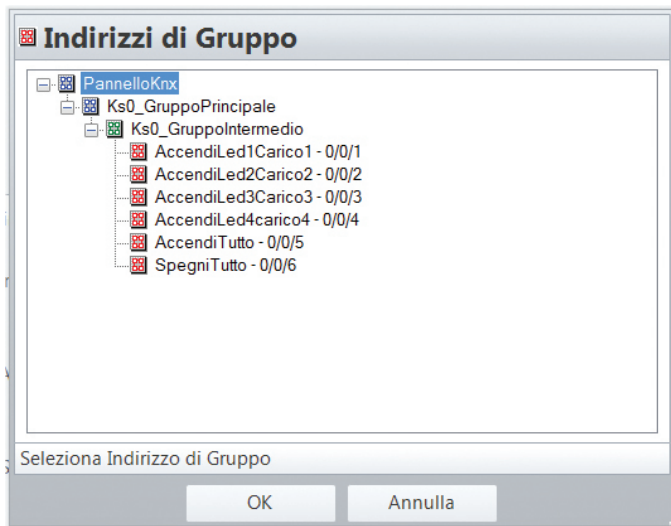 Indirizzi di Gruppo
PannelloKnx
Ks0_GruppoPrincipale
Ks0_GruppoIntermedio
AccendiLed1Carico1 - 0/0/1
AccendiLed2Carico2 - 0/0/2
AccendiLed3Carico3 - 0/0/3
AccendiLed4carico4 - 0/0/4
AccendiTutto - 0/0/5
SpegniTutto - 0/0/6
Seleziona Indirizzo di Gruppo
OK Annulla